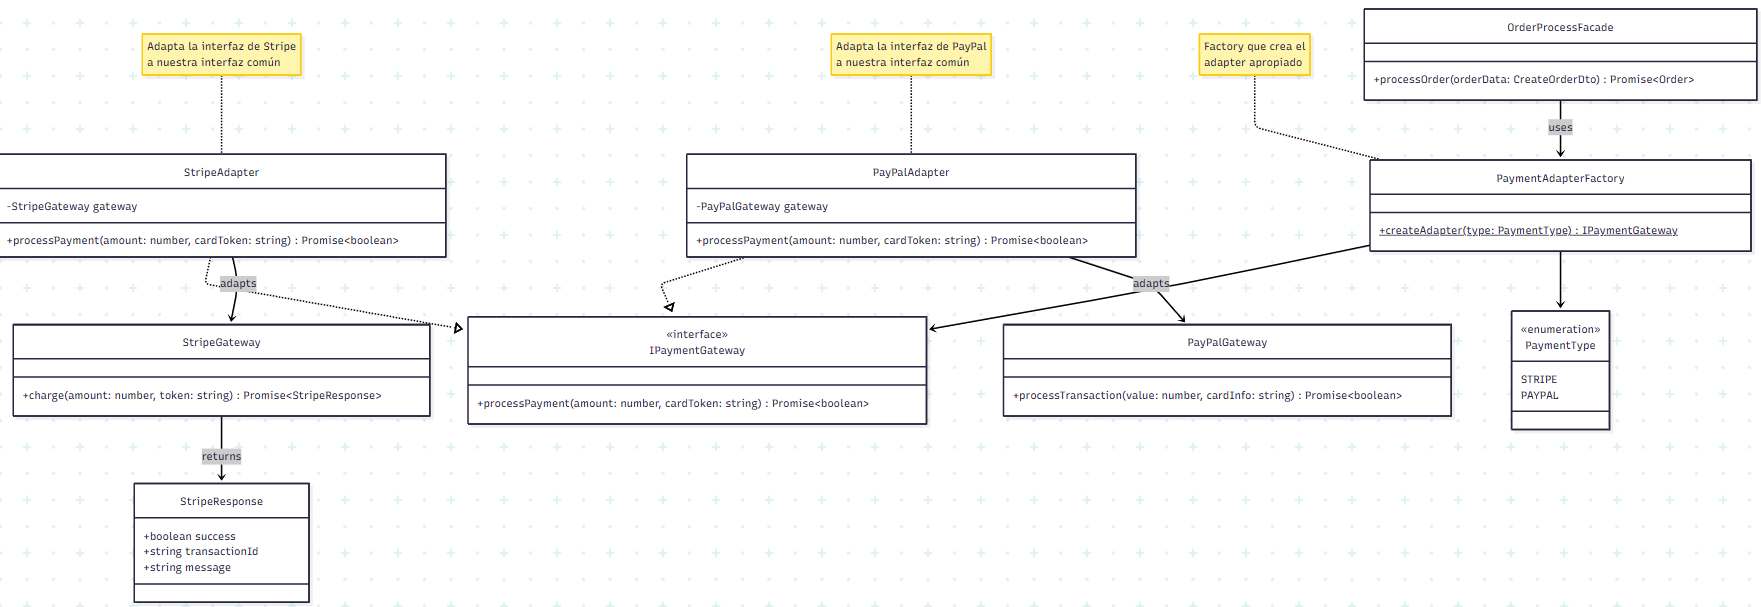 Adapta la interfaz de Stripe
a nuestra interfaz común
Adapta la interfaz de PayPal
a nuestra interfaz común
Factory que crea el
adapter apropiado
OrderProcessFacade
+processOrder(orderData: CreateOrderDto) : Promise<Order>
uses
StripeAdapter
-StripeGateway gateway
+processPayment(amount: number, cardToken: string) : Promise<boolean>
PayPalAdapter
-PayPalGateway gateway
+processPayment(amount: number, cardToken: string) : Promise<boolean>
PaymentAdapterFactory
+createAdapter(type: PaymentType) : IPaymentGateway
adapts
adapts
StripeGateway
+charge(amount: number, token: string) : Promise<StripeResponse>
«interface»
IPaymentGateway
+processPayment(amount: number, cardToken: string) : Promise<boolean>
PayPalGateway
+processTransaction(value: number, cardInfo: string) : Promise<boolean>
«enumeration»
PaymentType
STRIPE
PAYPAL
returns
StripeResponse
+boolean success
+string transactionId
+string message